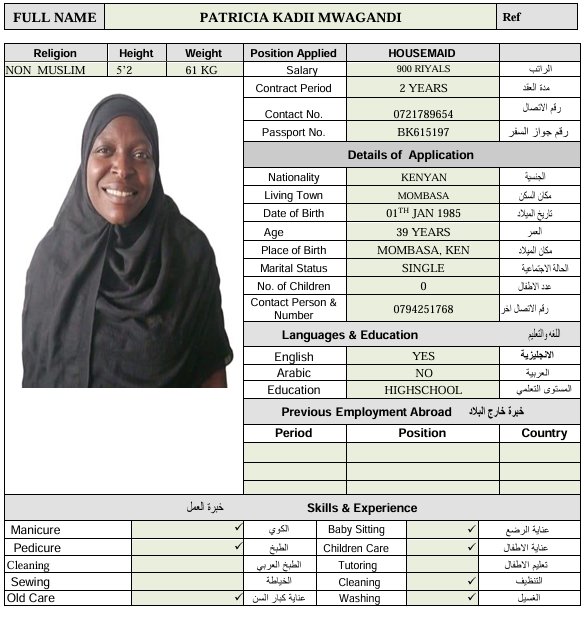 FULL NAME PATRICIA KADII MWAGANDI Ref
Religion Height Weight Position Applied HOUSEMAID
NON MUSLIM 5'2 61 KG Salary 900 RIYALS الراتب
Contract Period 2 YEARS مدة العقد
Contact No. 0721789654 رقم الاتصال
Passport No. BK615197 رقم جواز السفر
Details of Application
Nationality KENYAN الجنسية
Living Town MOMBASA مكان السكن
Date of Birth 01TH JAN 1985 تاريخ الميلاد
Age 39 YEARS العمر
Place of Birth MOMBASA, KEN مكان الميلاد
Marital Status SINGLE الحالة الاجتماعية
No. of Children 0 عدد الاطفال
Contact Person & Number 0794251768 رقم الاتصال اخر
Languages & Education اللغه والتعليم
English YES الانجليزية
Arabic NO العربية
Education HIGHSCHOOL المستوى التعلمي
Previous Employment Abroad خبرة خارج البلاد
Period Position Country
خبرة العمل Skills & Experience
Manicure ✓ الكوي Baby Sitting ✓ عناية الرضع
Pedicure ✓ الطبخ Children Care ✓ عناية الاطفال
Cleaning الطبخ العربي Tutoring تعليم الاطفال
Sewing الخياطة Cleaning ✓ التنظيف
Old Care ✓ عناية كبار السن Washing ✓ الغسيل